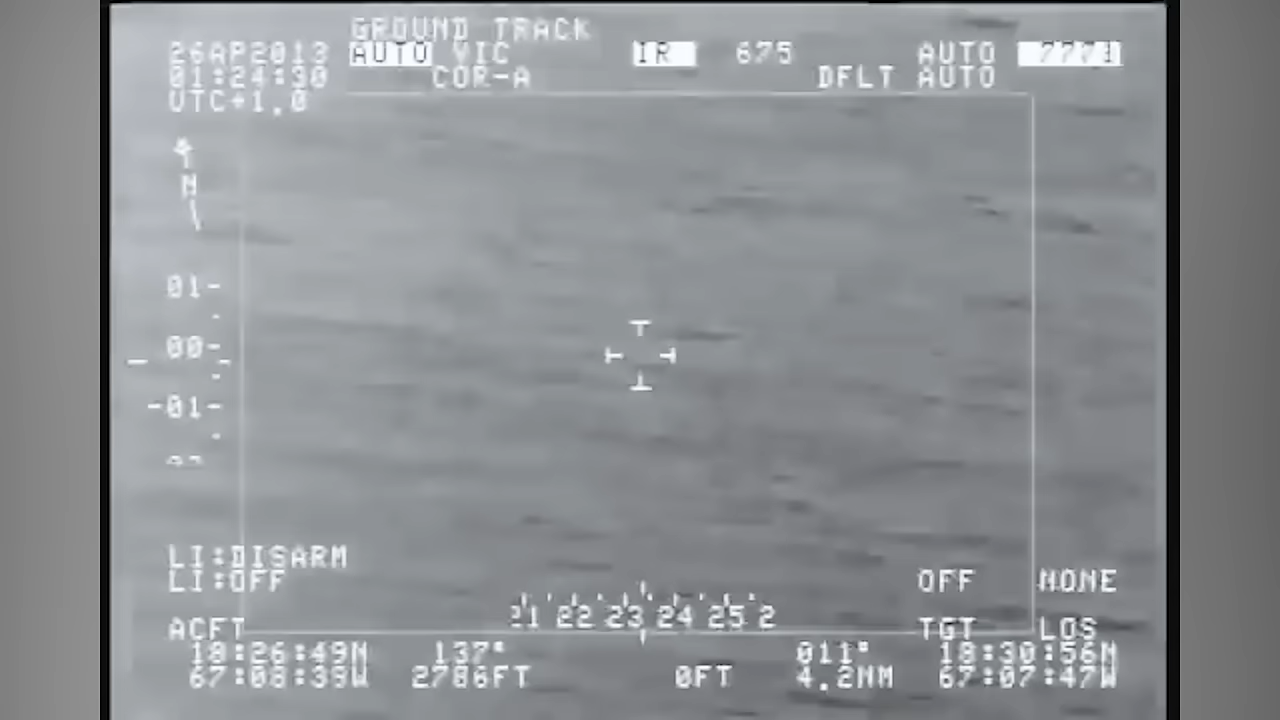 GROUND TRACK
26AP2013 AUTO VIC IR 675 AUTO
01:24:30 COR-A DFLT AUTO
UTC+1.0
N
01-
00-
-01-
LI:DISARM
LI:OFF OFF NONE
21 22 23 24 25 2
ACFT TGT LOS
18:26:49N 137° 011° 18:30:56N
67:08:39W 2786FT 0FT 4.2NM 67:07:47W